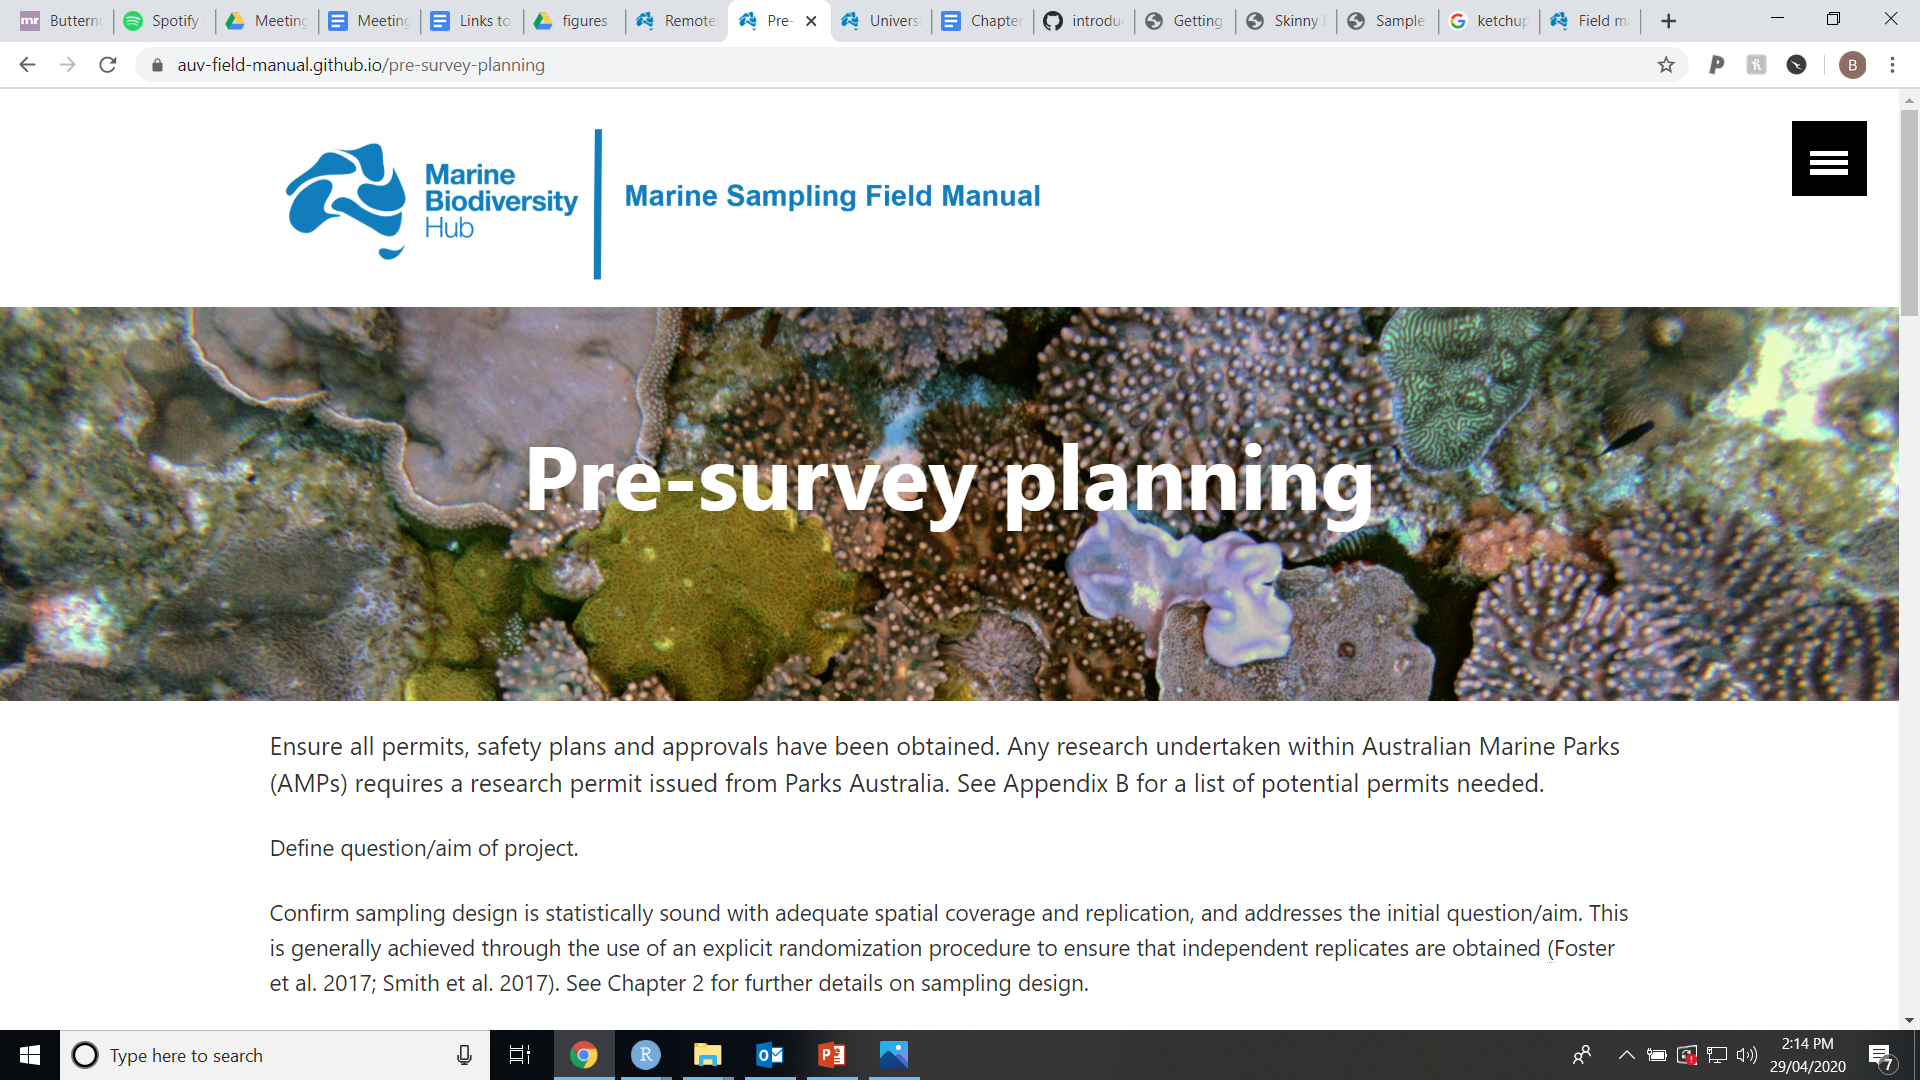 mr
Buttern
Spotify
Meeting
Meeting
Links to
figures
Remote
Pre-
Univers
Chapter
introdu
Getting
Skinny
Sample
ketchup
Field m
auv-field-manual.github.io/pre-survey-planning
B
Marine
Biodiversity
Hub
Marine Sampling Field Manual
Pre-survey planning
Ensure all permits, safety plans and approvals have been obtained. Any research undertaken within Australian Marine Parks
(AMPs) requires a research permit issued from Parks Australia. See Appendix B for a list of potential permits needed.
Define question/aim of project.
Confirm sampling design is statistically sound with adequate spatial coverage and replication, and addresses the initial question/aim. This
is generally achieved through the use of an explicit randomization procedure to ensure that independent replicates are obtained (Foster
et al. 2017; Smith et al. 2017). See Chapter 2 for further details on sampling design.
Type here to search
2:14 PM
29/04/2020
7